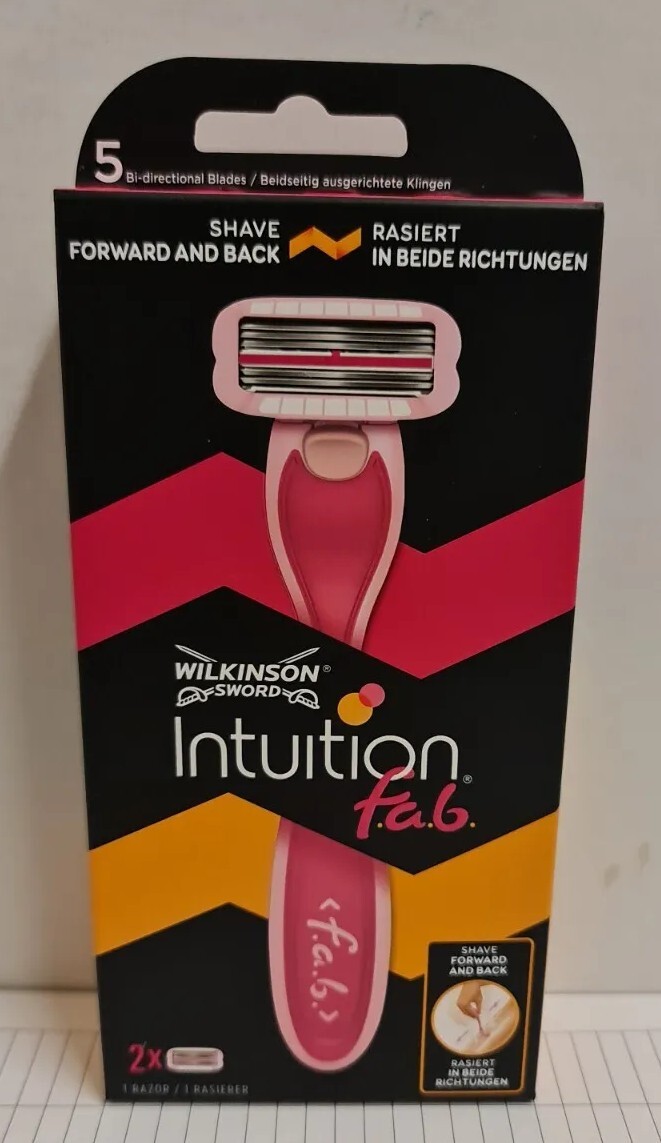 5 Bi-directional Blades / Beidseitig ausgerichtete Klingen
SHAVE
FORWARD AND BACK
RASIERT
IN BEIDE RICHTUNGEN
WILKINSON®
SWORD
Intuition®
f.a.b.
<f.a.b.>
SHAVE
FORWARD
AND BACK
RASIERT
IN BEIDE
RICHTUNGEN
2x
1 RAZOR / 1 RASIERER